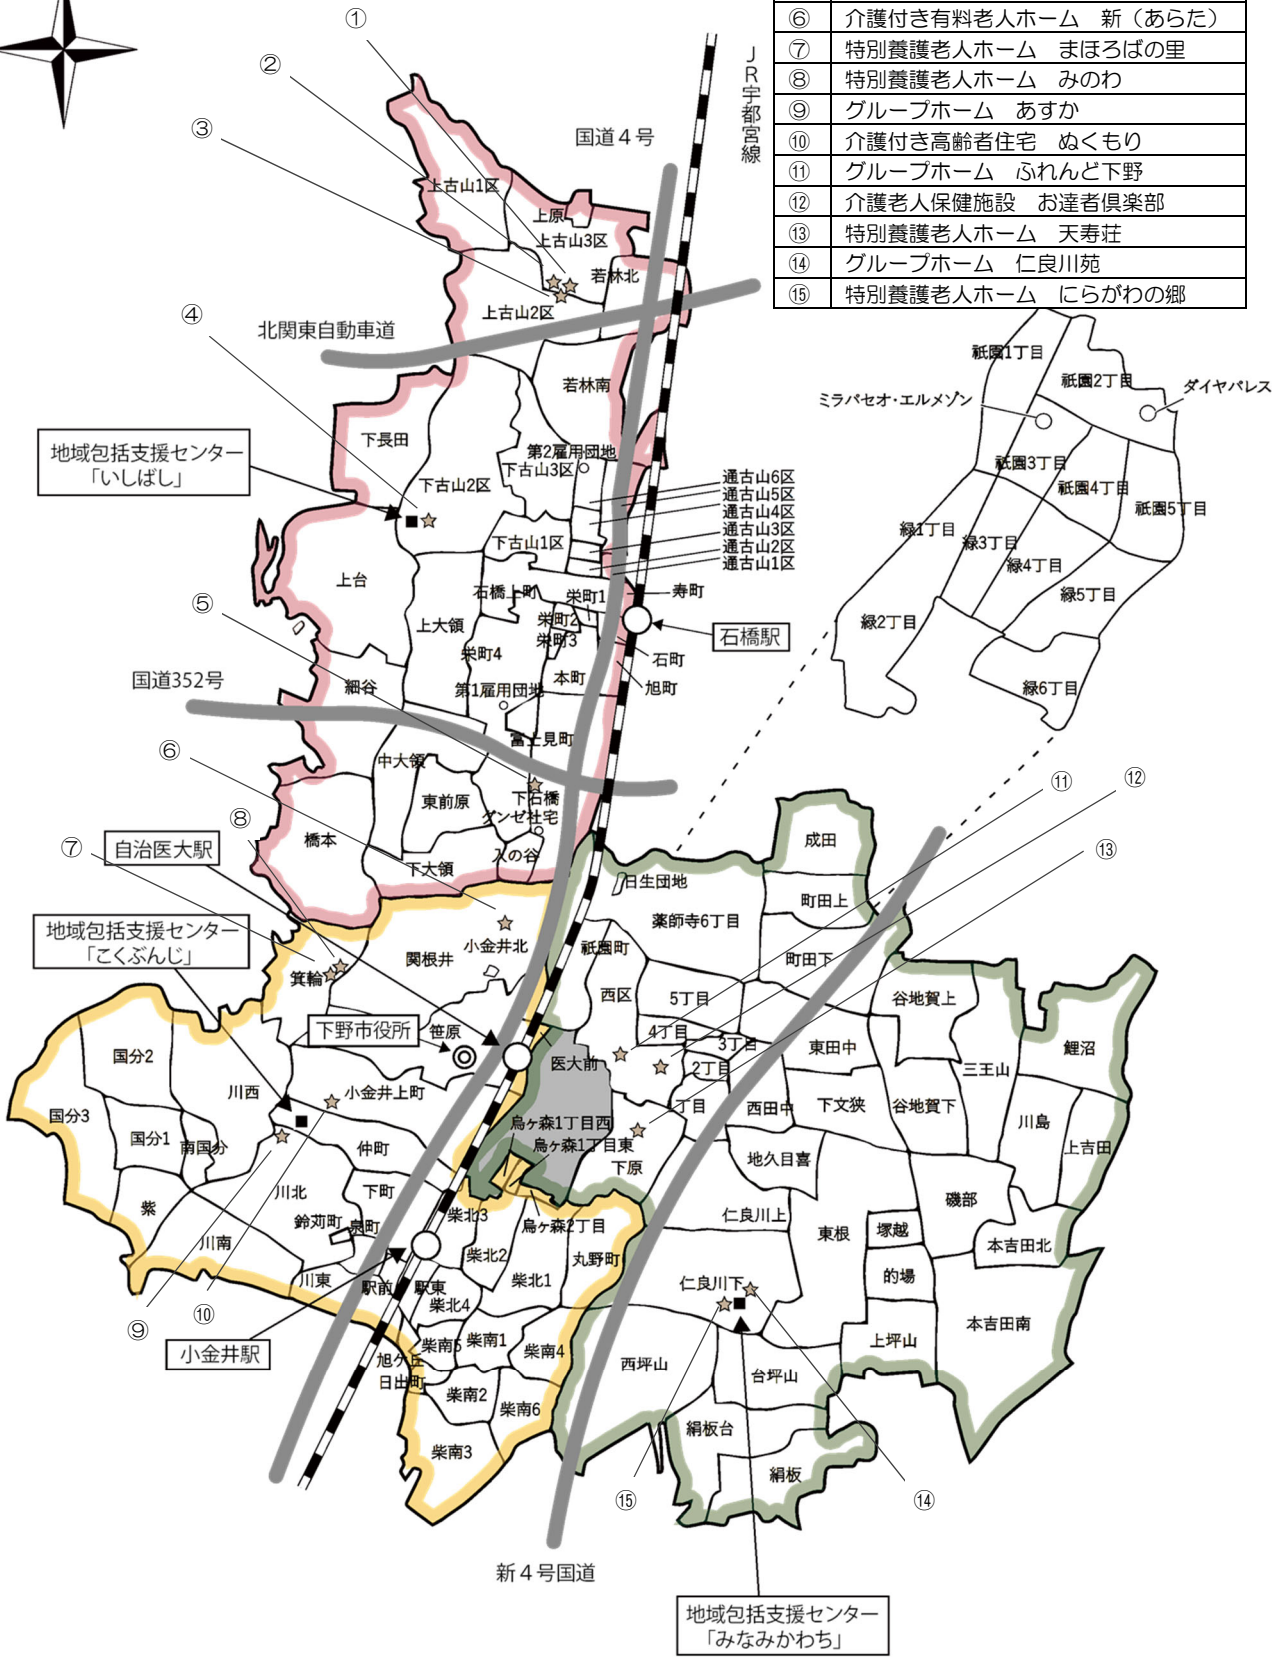 ⑥ 介護付き有料老人ホーム 新（あらた）
⑦ 特別養護老人ホーム まほろばの里
⑧ 特別養護老人ホーム みのわ
⑨ グループホーム あすか
⑩ 介護付き高齢者住宅 ぬくもり
⑪ グループホーム ふれんど下野
⑫ 介護老人保健施設 お達者倶楽部
⑬ 特別養護老人ホーム 天寿荘
⑭ グループホーム 仁良川苑
⑮ 特別養護老人ホーム にらがわの郷
①
②
③
④
⑤
⑥
⑦
⑧
⑨
⑩
⑪
⑫
⑬
⑭
⑮
JR宇都宮線
国道４号
北関東自動車道
国道352号
新４号国道
上古山1区
上原
上古山3区
若林北
上古山2区
若林南
下長田
第2雇用団地
下古山3区
下古山2区
下古山1区
通古山6区
通古山5区
通古山4区
通古山3区
通古山2区
通古山1区
地域包括支援センター
「いしばし」
上台
石橋上町
栄町1
寿町
栄町2
栄町3
上大領
栄町4
石橋駅
石町
本町
旭町
細谷
第1雇用団地
富士見町
中大領
東前原
下石橋
グンゼ社宅
橋本
下大領
入の谷
祇園1丁目
祇園2丁目
ダイヤパレス
ミラパセオ・エルメゾン
祇園3丁目
祇園4丁目
祇園5丁目
緑1丁目
緑3丁目
緑4丁目
緑5丁目
緑2丁目
緑6丁目
自治医大駅
地域包括支援センター
「こくぶんじ」
小金井北
関根井
箕輪
下野市役所
笹原
国分2
川西
小金井上町
国分3
国分1
南国分
仲町
紫
川北
下町
鈴苅町
泉町
川南
川東
駅前
駅東
小金井駅
医大前
烏ヶ森1丁目西
烏ヶ森1丁目東
烏ヶ森2丁目
柴北3
柴北2
柴北1
柴北4
丸野町
柴南5
柴南1
柴南4
旭ケ丘
日出町
柴南2
柴南6
柴南3
成田
日生団地
町田上
薬師寺6丁目
祇園町
町田下
西区
5丁目
谷地賀上
4丁目
3丁目
東田中
三王山
鯉沼
2丁目
丁目
西田中
下文狭
谷地賀下
川島
上吉田
下原
地久目喜
磯部
仁良川上
東根
塚越
本吉田北
的場
仁良川下
上坪山
本吉田南
西坪山
台坪山
絹板台
絹板
地域包括支援センター
「みなみかわち」